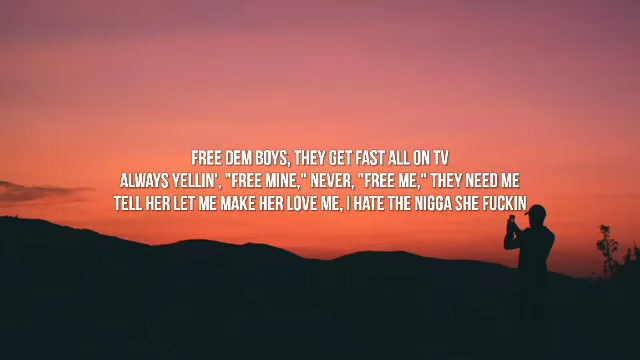 FREE DEM BOYS, THEY GET FAST ALL ON TV
ALWAYS YELLIN', "FREE MINE," NEVER, "FREE ME," THEY NEED ME
TELL HER LET ME MAKE HER LOVE ME, I HATE THE NIGGA SHE FUCKIN